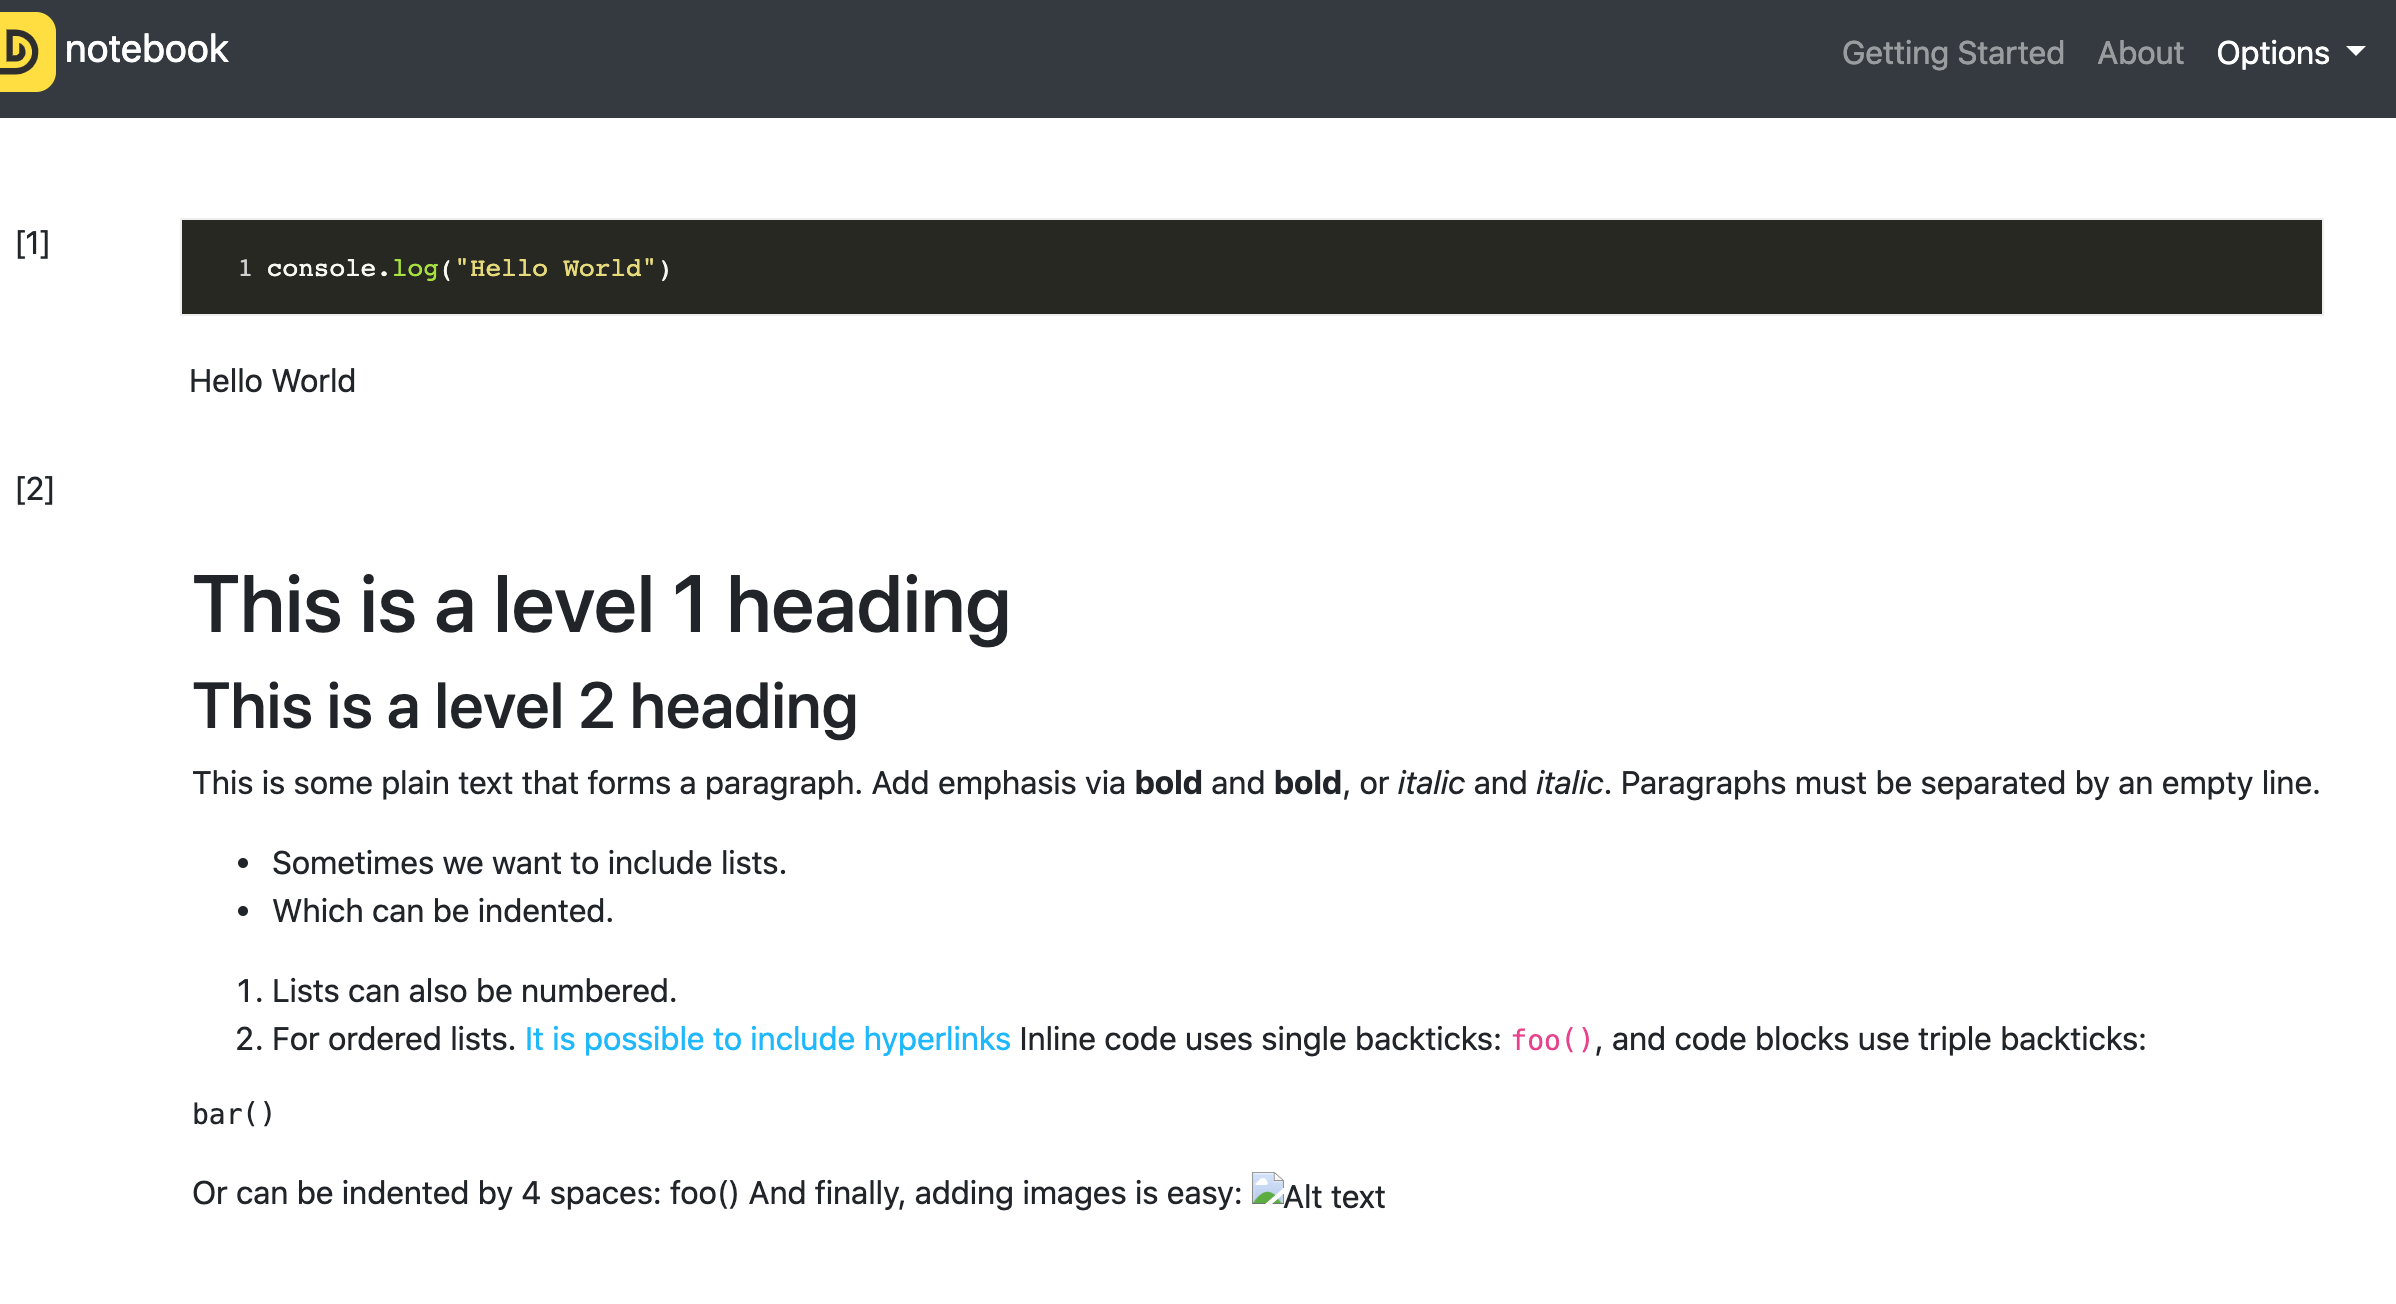 D notebook Getting Started About Options
[1]
1 console.log("Hello World")
Hello World
[2]
This is a level 1 heading
This is a level 2 heading
This is some plain text that forms a paragraph. Add emphasis via bold and bold, or italic and italic. Paragraphs must be separated by an empty line.
• Sometimes we want to include lists.
• Which can be indented.
1. Lists can also be numbered.
2. For ordered lists. It is possible to include hyperlinks Inline code uses single backticks: foo(), and code blocks use triple backticks:
bar()
Or can be indented by 4 spaces: foo() And finally, adding images is easy: Alt text